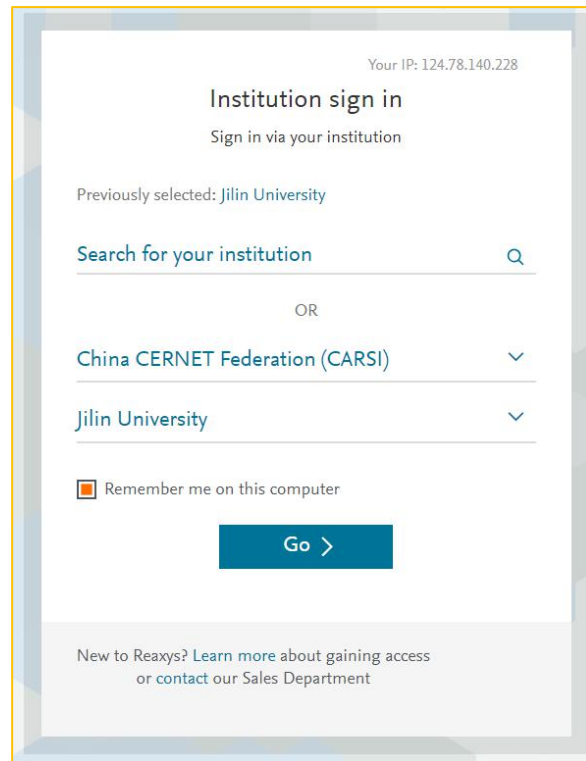 Your IP: 124.78.140.228
Institution sign in
Sign in via your institution
Previously selected: Jilin University
Search for your institution
OR
China CERNET Federation (CARSI)
Jilin University
Remember me on this computer
Go
New to Reaxys? Learn more about gaining access
or contact our Sales Department